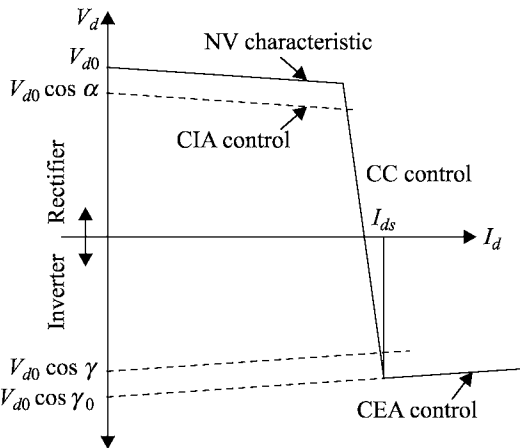 V_d
V_d0
NV characteristic
V_d0 cos α
CIA control
Rectifier
CC control
I_ds
I_d
Inverter
V_d0 cos γ
V_d0 cos γ_0
CEA control